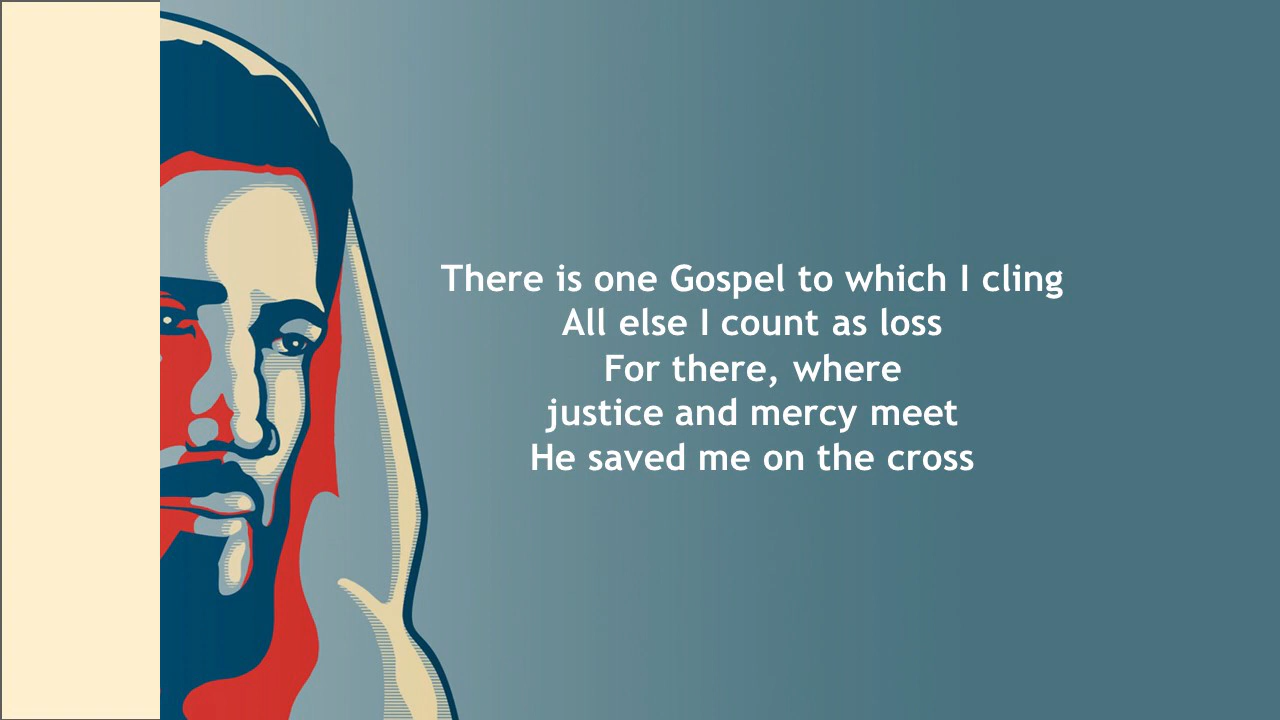 There is one Gospel to which I cling
All else I count as loss
For there, where
justice and mercy meet
He saved me on the cross